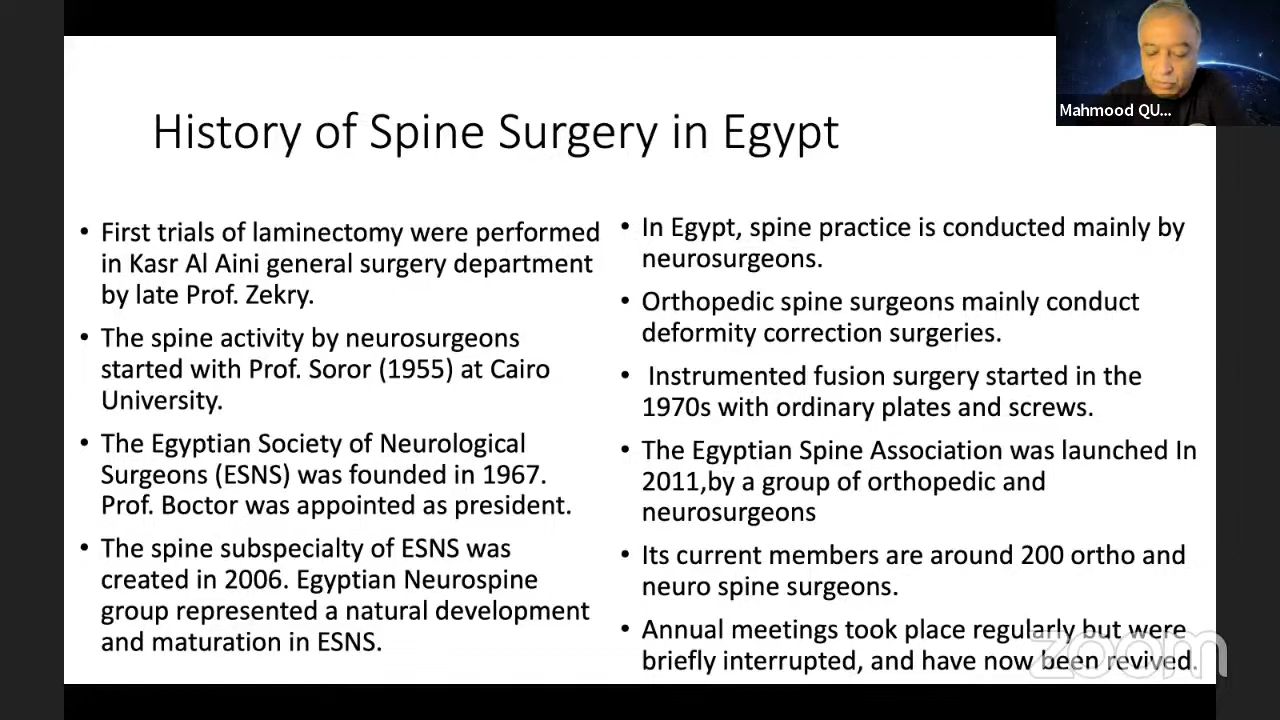 History of Spine Surgery in Egypt
• First trials of laminectomy were performed
in Kasr Al Aini general surgery department
by late Prof. Zekry.
• The spine activity by neurosurgeons
started with Prof. Soror (1955) at Cairo
University.
• The Egyptian Society of Neurological
Surgeons (ESNS) was founded in 1967.
Prof. Boctor was appointed as president.
• The spine subspecialty of ESNS was
created in 2006. Egyptian Neurospine
group represented a natural development
and maturation in ESNS.
• In Egypt, spine practice is conducted mainly by
neurosurgeons.
• Orthopedic spine surgeons mainly conduct
deformity correction surgeries.
• Instrumented fusion surgery started in the
1970s with ordinary plates and screws.
• The Egyptian Spine Association was launched In
2011,by a group of orthopedic and
neurosurgeons
• Its current members are around 200 ortho and
neuro spine surgeons.
• Annual meetings took place regularly but were
briefly interrupted, and have now been revived.
Mahmood QU...
zoom